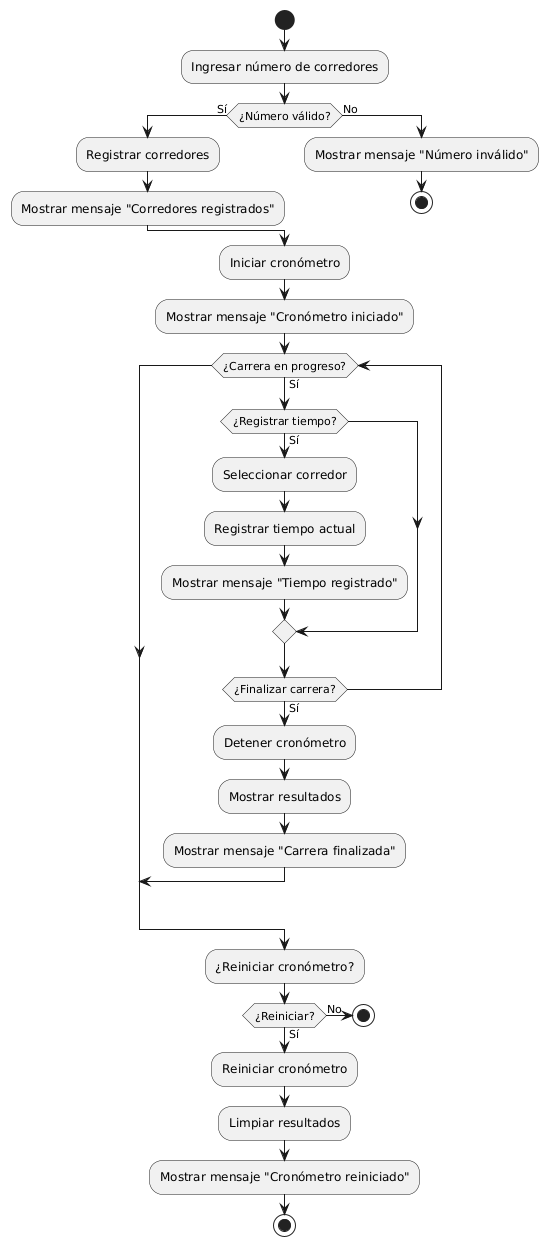 Ingresar número de corredores
Sí
¿Número válido?
No
Registrar corredores
Mostrar mensaje "Número inválido"
Mostrar mensaje "Corredores registrados"
Iniciar cronómetro
Mostrar mensaje "Cronómetro iniciado"
¿Carrera en progreso?
Sí
¿Registrar tiempo?
Sí
Seleccionar corredor
Registrar tiempo actual
Mostrar mensaje "Tiempo registrado"
¿Finalizar carrera?
Sí
Detener cronómetro
Mostrar resultados
Mostrar mensaje "Carrera finalizada"
¿Reiniciar cronómetro?
¿Reiniciar?
No
Sí
Reiniciar cronómetro
Limpiar resultados
Mostrar mensaje "Cronómetro reiniciado"